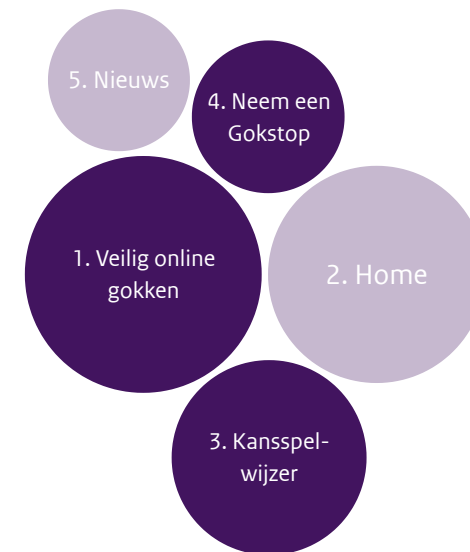 5. Nieuws
4. Neem een
Gokstop
1. Veilig online
gokken
2. Home
3. Kansspel-
wijzer